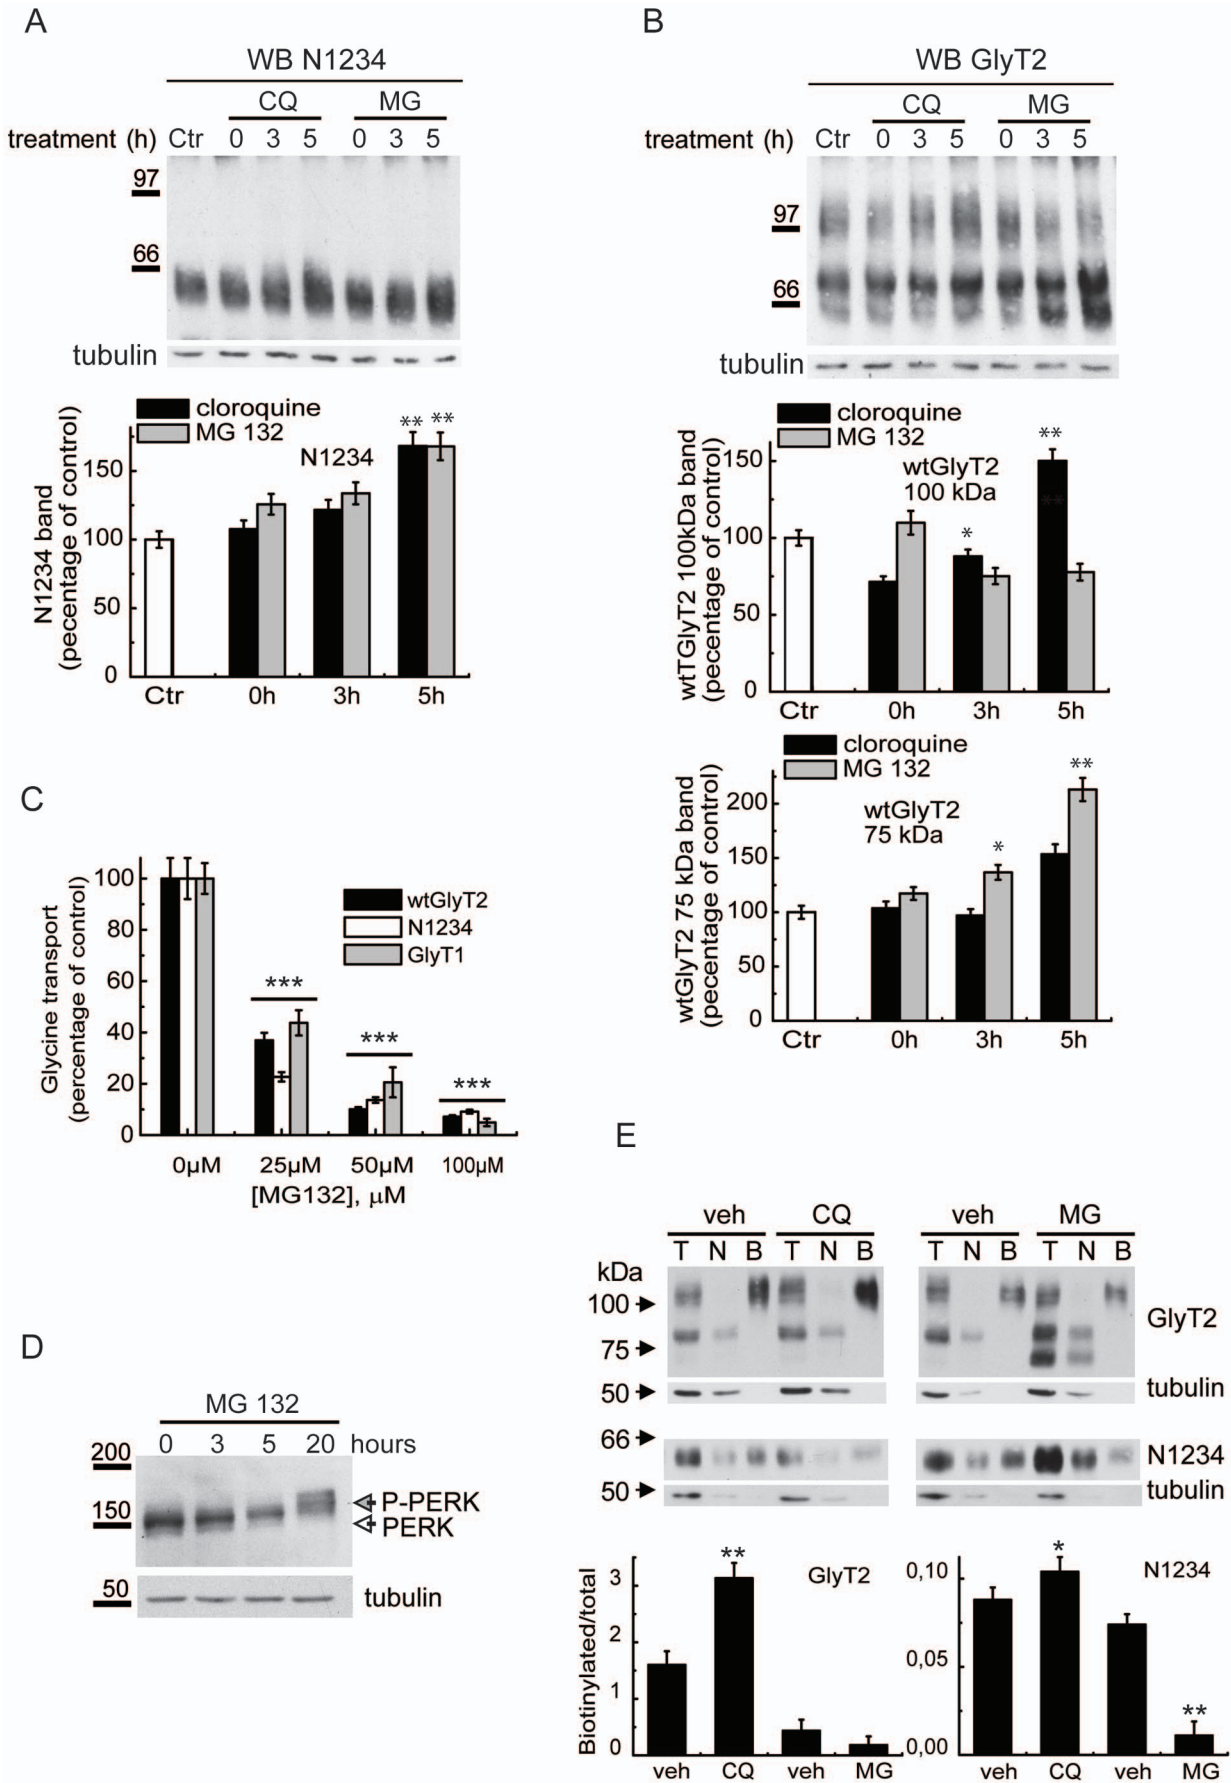 A
WB N1234
CQ MG
treatment (h) Ctr 0 3 5 0 3 5
97
66
tubulin
cloroquine
MG 132
N1234
** **
N1234 band
(pecentage of control)
150
100
50
0
Ctr 0h 3h 5h
B
WB GlyT2
CQ MG
treatment (h) Ctr 0 3 5 0 3 5
97
66
tubulin
cloroquine
MG 132
wtGlyT2
100 kDa
*
**
**
wtTGlyT2 100kDa band
(pecentage of control)
150
100
50
0
Ctr 0h 3h 5h
cloroquine
MG 132
wtGlyT2
75 kDa
*
**
wtGlyT2 75 kDa band
(pecentage of control)
200
150
100
50
0
Ctr 0h 3h 5h
C
Glycine transport
(percentage of control)
100
80
60
40
20
0
wtGlyT2
N1234
GlyT1
***
***
***
0µM 25µM 50µM 100µM
[MG132], µM
D
MG 132
0 3 5 20 hours
200
150
50
P-PERK
PERK
tubulin
E
veh CQ veh MG
T N B T N B T N B T N B
kDa
100
75
50
66
50
GlyT2
tubulin
N1234
tubulin
Biotinylated/total
3
2
1
0
**
GlyT2
veh CQ veh MG
0,10
0,05
0,00
*
**
N1234
veh CQ veh MG